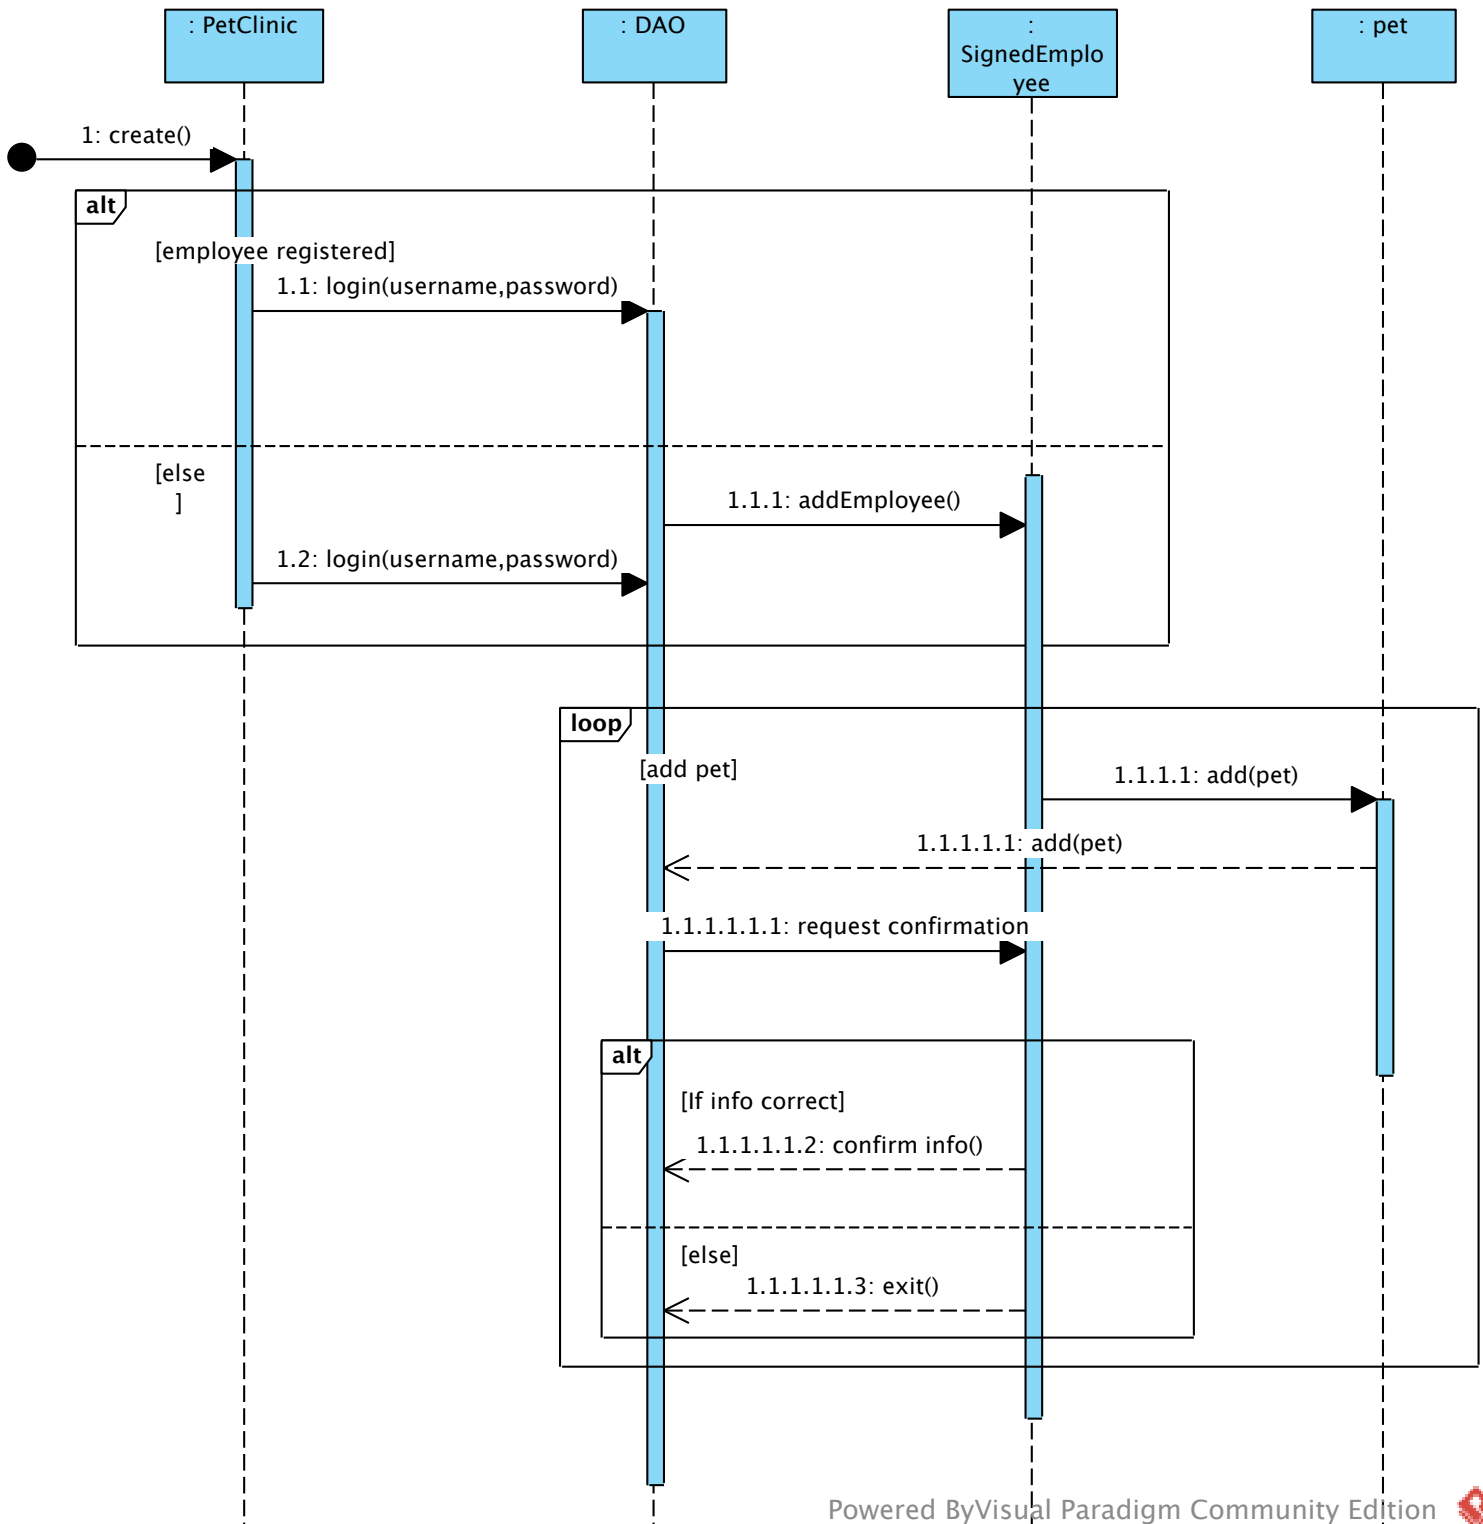 : PetClinic
: DAO
:
SignedEmplo
yee
: pet
1: create()
alt
[employee registered]
1.1: login(username,password)
[else
]
1.1.1: addEmployee()
1.2: login(username,password)
loop
[add pet]
1.1.1.1: add(pet)
1.1.1.1.1: add(pet)
1.1.1.1.1.1: request confirmation
alt
[If info correct]
1.1.1.1.1.2: confirm info()
[else]
1.1.1.1.1.3: exit()
Powered ByVisual Paradigm Community Edition